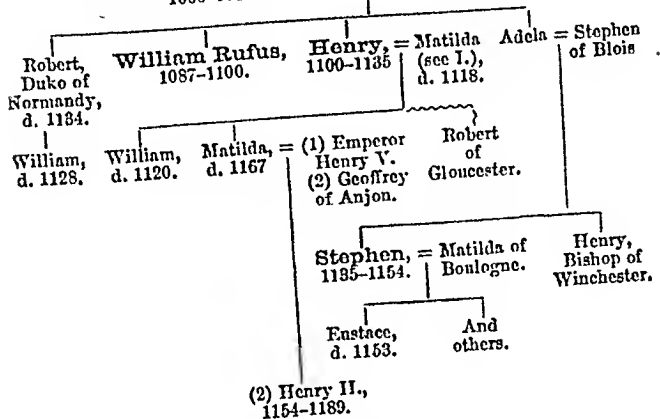 Robert,
Duke of
Normandy,
d. 1134.
William Rufus,
1087–1100.
Henry,
1100–1135
= Matilda
(see I.),
d. 1118.
Adela = Stephen
of Blois
William,
d. 1128.
William,
d. 1120.
Matilda,
d. 1167
= (1) Emperor
Henry V.
(2) Geoffrey
of Anjou.
Robert
of
Gloucester.
Stephen,
1135–1154.
= Matilda of
Boulogne.
Henry,
Bishop of
Winchester.
Eustace,
d. 1153.
And
others.
(2) Henry II.,
1154–1189.